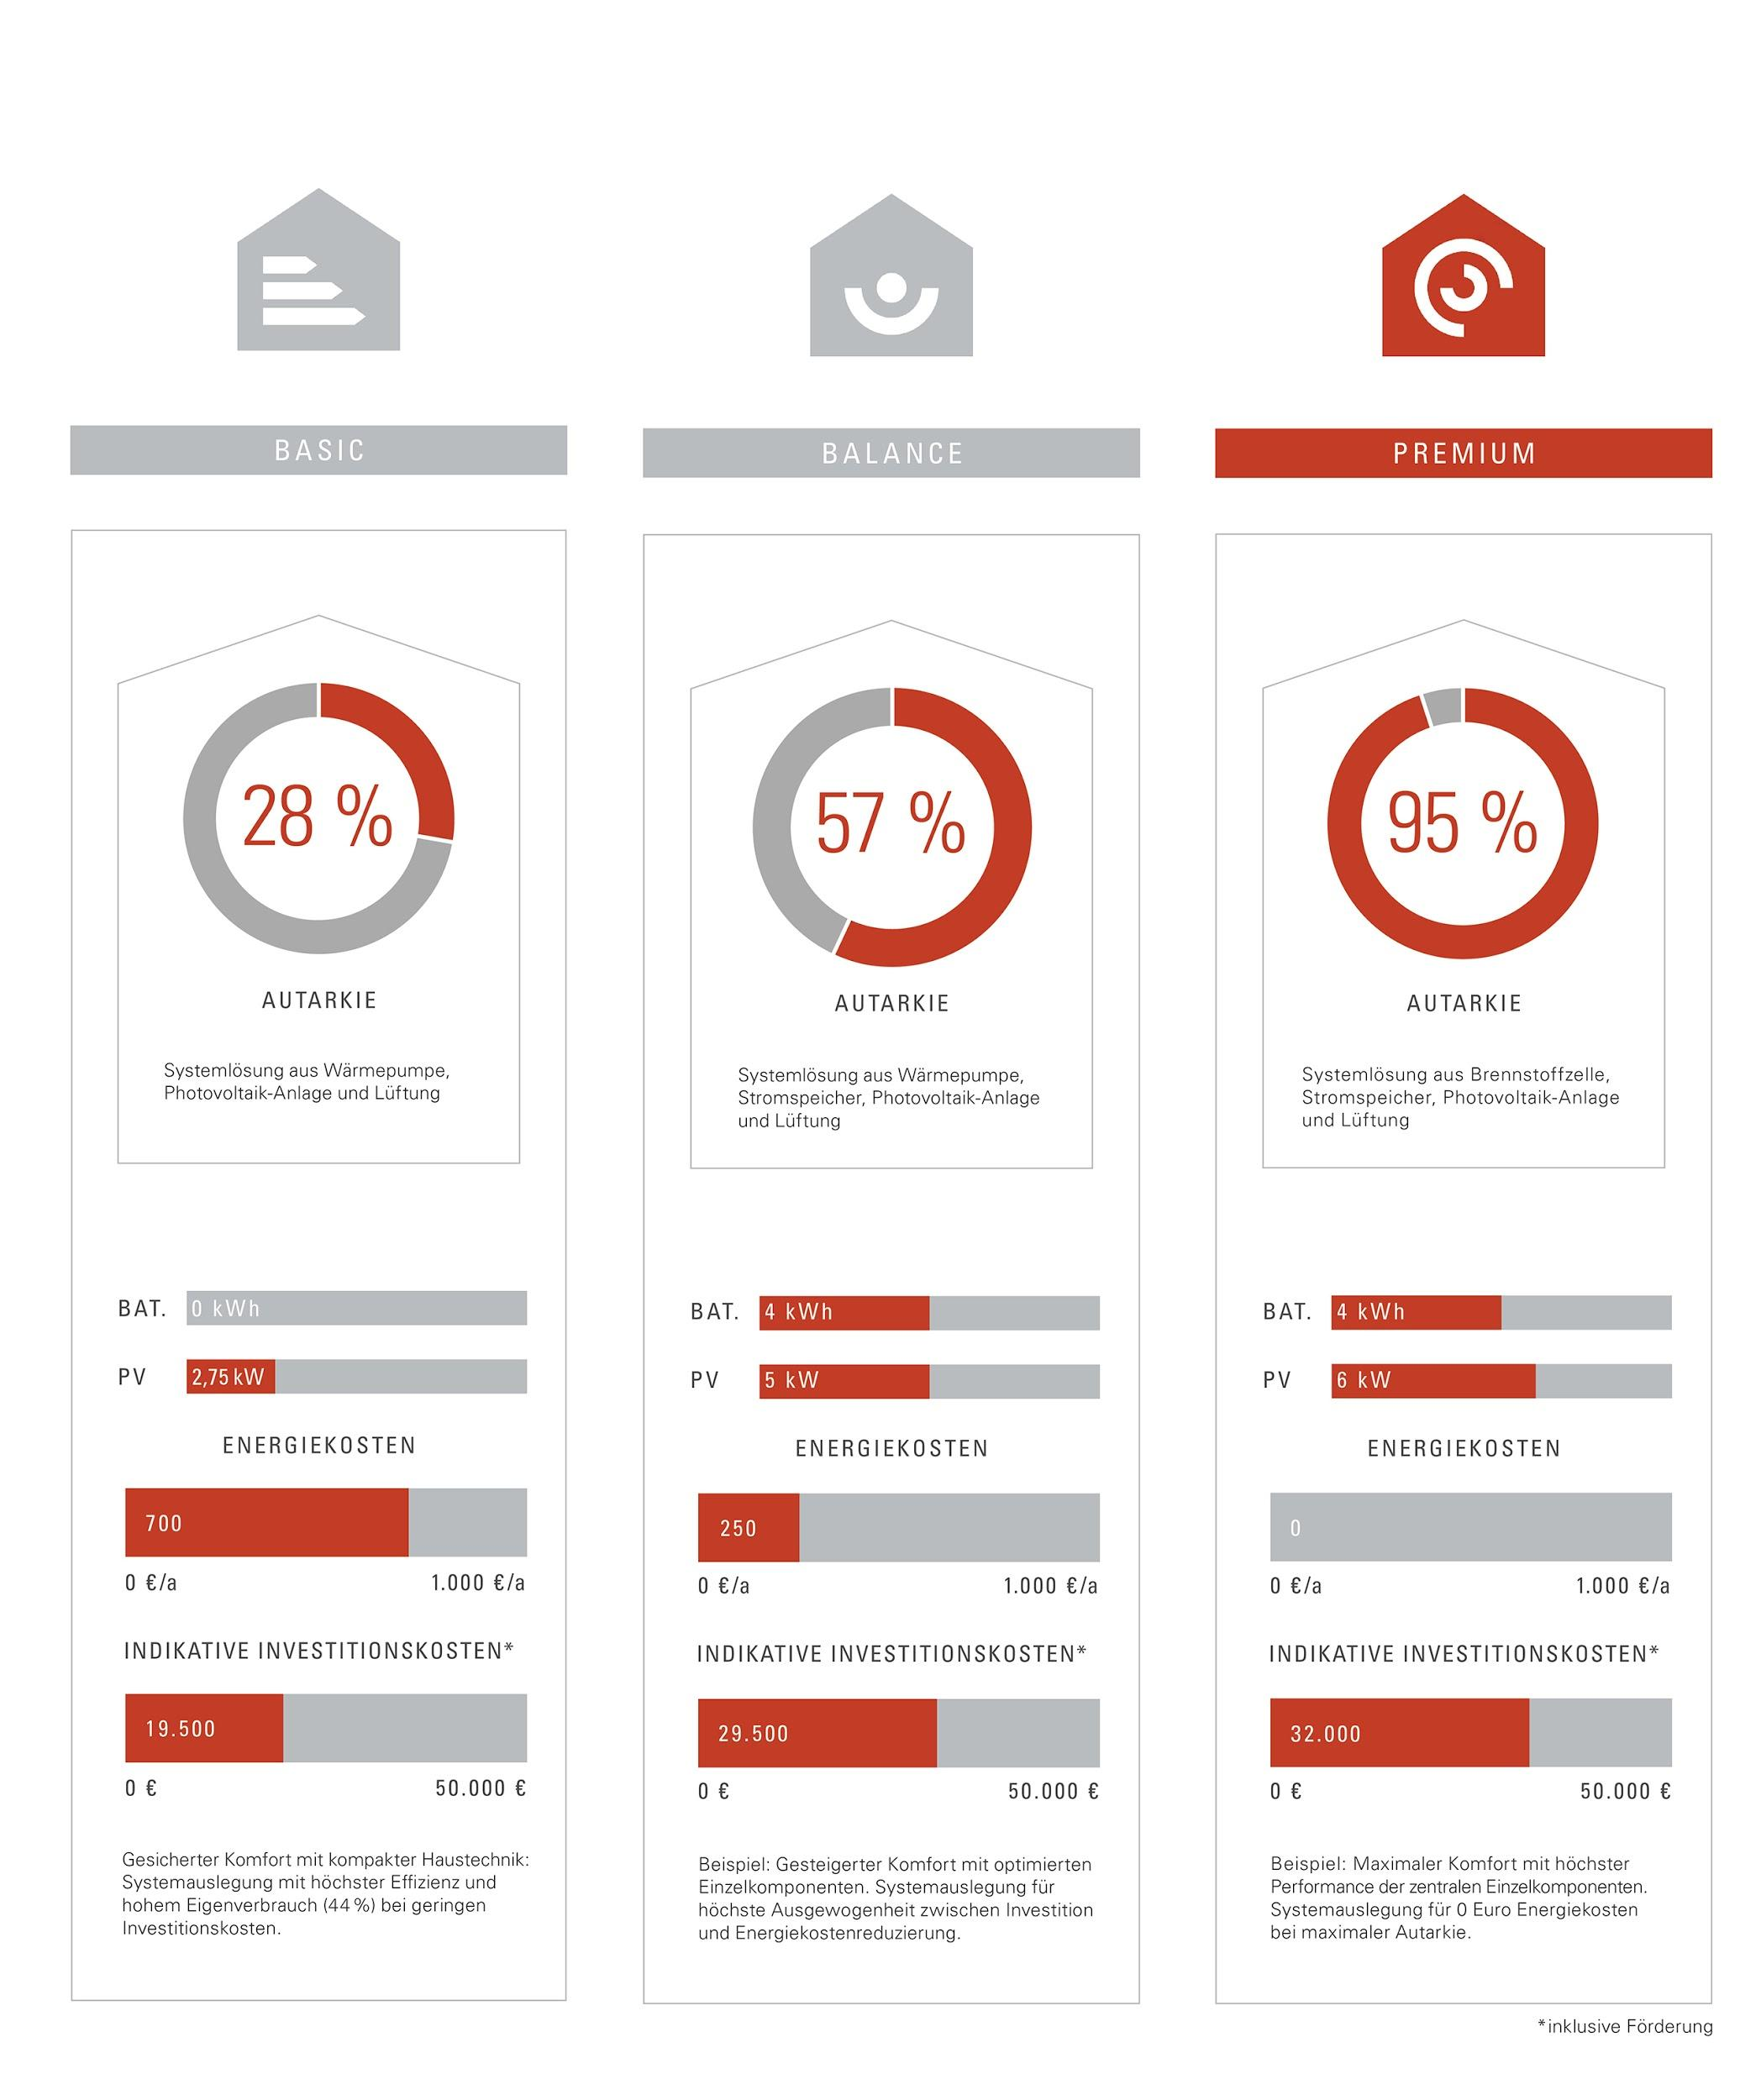 BASIC
28 %
AUTARKIE
Systemlösung aus Wärmepumpe,
Photovoltaik-Anlage und Lüftung
BAT.
0 kWh
PV
2,75 kW
ENERGIEKOSTEN
700
0 €/a
1.000 €/a
INDIKATIVE INVESTITIONSKOSTEN*
19.500
0 €
50.000 €
Gesicherter Komfort mit kompakter Haustechnik:
Systemauslegung mit höchster Effizienz und
hohem Eigenverbrauch (44 %) bei geringen
Investitionskosten.
BALANCE
57 %
AUTARKIE
Systemlösung aus Wärmepumpe,
Stromspeicher, Photovoltaik-Anlage
und Lüftung
BAT.
4 kWh
PV
5 kW
ENERGIEKOSTEN
250
0 €/a
1.000 €/a
INDIKATIVE INVESTITIONSKOSTEN*
29.500
0 €
50.000 €
Beispiel: Gesteigerter Komfort mit optimierten
Einzelkomponenten. Systemauslegung für
höchste Ausgewogenheit zwischen Investition
und Energiekostenreduzierung.
PREMIUM
95 %
AUTARKIE
Systemlösung aus Brennstoffzelle,
Stromspeicher, Photovoltaik-Anlage
und Lüftung
BAT.
4 kWh
PV
6 kW
ENERGIEKOSTEN
0
0 €/a
1.000 €/a
INDIKATIVE INVESTITIONSKOSTEN*
32.000
0 €
50.000 €
Beispiel: Maximaler Komfort mit höchster
Performance der zentralen Einzelkomponenten.
Systemauslegung für 0 Euro Energiekosten
bei maximaler Autarkie.
*inklusive Förderung